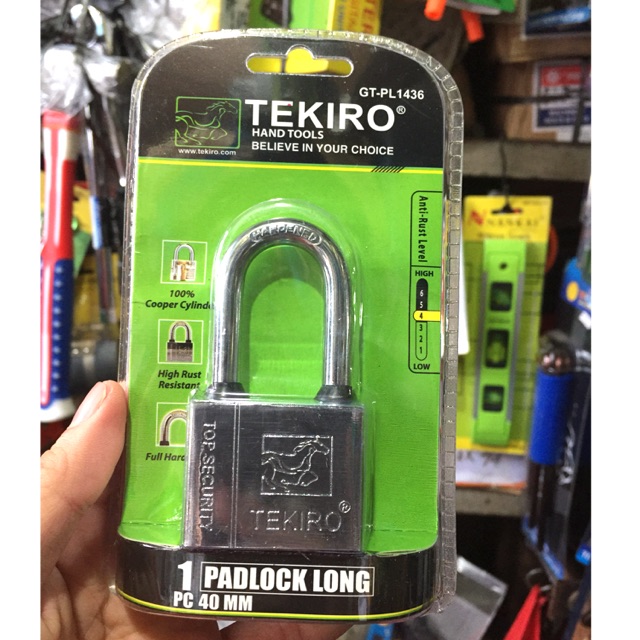 GT-PL1436
TEKIRO®
HAND TOOLS
BELIEVE IN YOUR CHOICE
www.tekiro.com
Anti-Rust Level
HIGH
6
5
4
3
2
1
LOW
HARDENED
100%
Cooper Cylinde
High Rust
Resistant
Full Hard
TOP-SECURITY
TEKIRO®
1 PADLOCK LONG
PC 40 MM